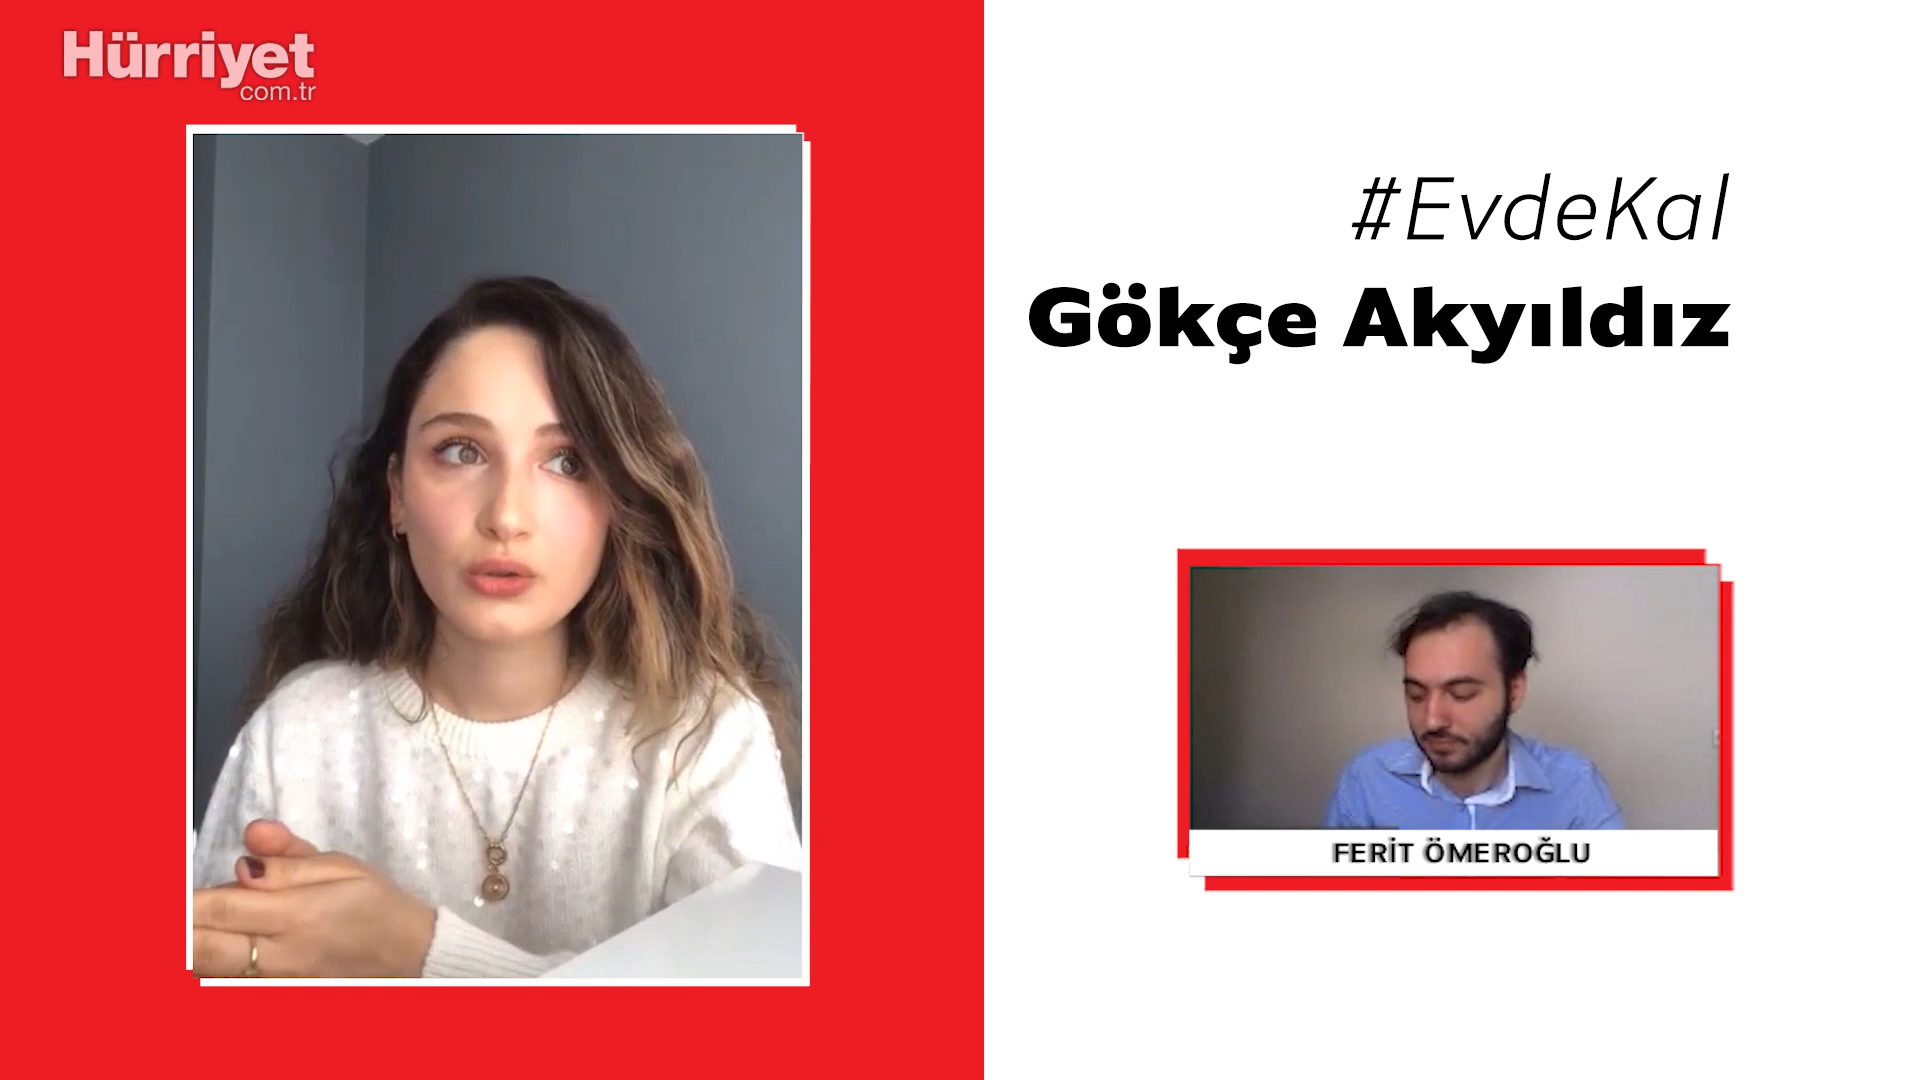 Hürriyet
com.tr
#EvdeKal
Gökçe Akyıldız
FERİT ÖMEROĞLU